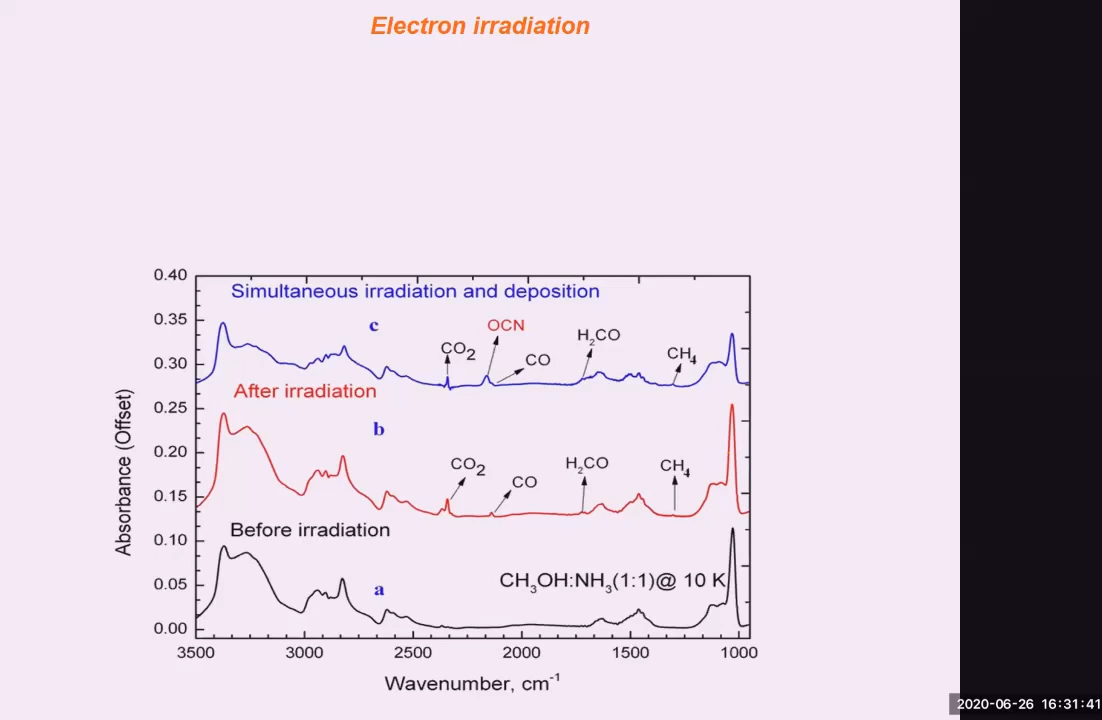 Electron irradiation
0.40
Simultaneous irradiation and deposition
0.35
c
OCN
H2CO
CO2
CO
CH4
0.30
After irradiation
0.25
b
0.20
CO2
CO
H2CO
CH4
0.15
Before irradiation
0.10
CH3OH:NH3(1:1)@ 10 K
a
0.05
0.00
Absorbance (Offset)
3500 3000 2500 2000 1500 1000
Wavenumber, cm-1
2020-06-26 16:31:41